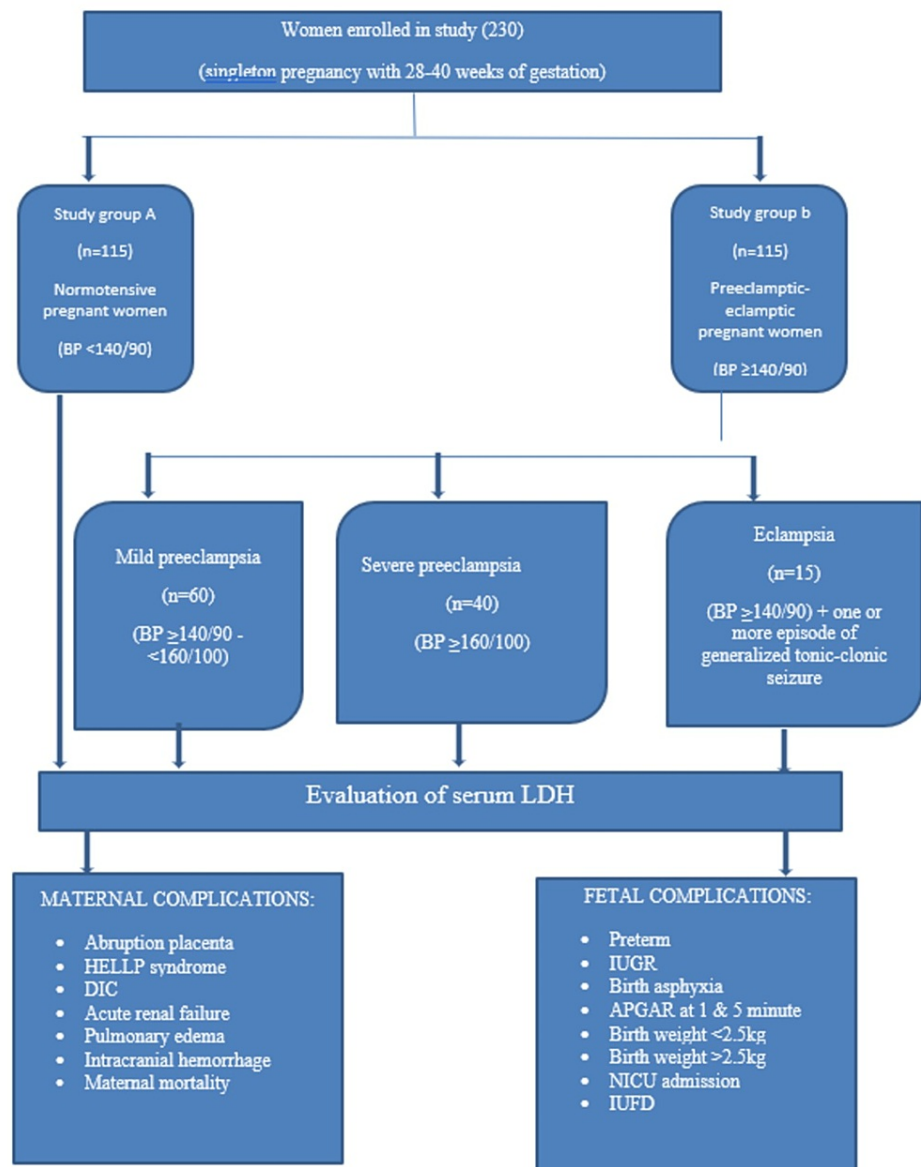 Women enrolled in study (230)
(singleton pregnancy with 28-40 weeks of gestation)
Study group A
(n=115)
Normotensive
pregnant women
(BP <140/90)
Study group b
(n=115)
Preeclamptic-
eclamptic
pregnant women
(BP ≥140/90)
Mild preeclampsia
(n=60)
(BP ≥140/90 -
<160/100)
Severe preeclampsia
(n=40)
(BP ≥160/100)
Eclampsia
(n=15)
(BP ≥140/90) + one or
more episode of
generalized tonic-clonic
seizure
Evaluation of serum LDH
MATERNAL COMPLICATIONS:
• Abruption placenta
• HELLP syndrome
• DIC
• Acute renal failure
• Pulmonary edema
• Intracranial hemorrhage
• Maternal mortality
FETAL COMPLICATIONS:
• Preterm
• IUGR
• Birth asphyxia
• APGAR at 1 & 5 minute
• Birth weight <2.5kg
• Birth weight >2.5kg
• NICU admission
• IUFD